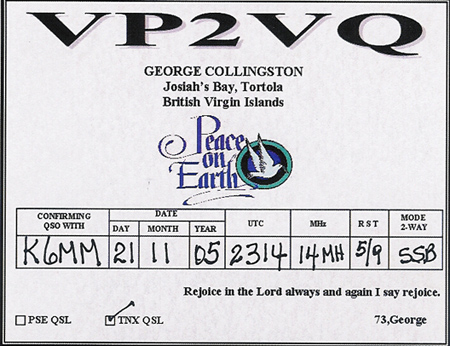 VP2VQ
GEORGE COLLINGSTON
Josiah's Bay, Tortola
British Virgin Islands
Peace
on
Earth
CONFIRMING QSO WITH DATE UTC MHz R S T MODE 2-WAY
DAY MONTH YEAR
K6MM 21 11 05 2314 14MH 5/9 SSB
Rejoice in the Lord always and again I say rejoice.
PSE QSL TNX QSL 73,George